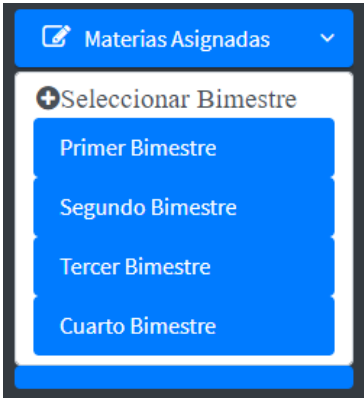 Materias Asignadas
Seleccionar Bimestre
Primer Bimestre
Segundo Bimestre
Tercer Bimestre
Cuarto Bimestre